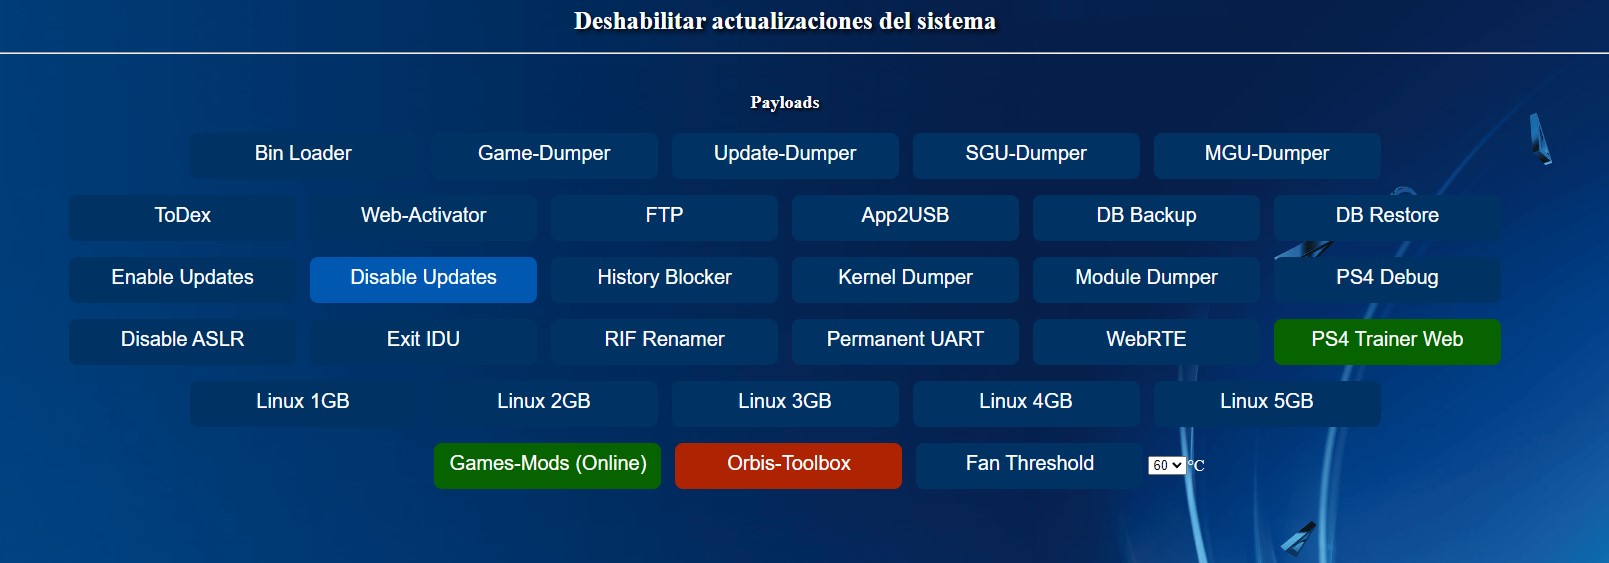 Deshabilitar actualizaciones del sistema
Payloads
Bin Loader Game-Dumper Update-Dumper SGU-Dumper MGU-Dumper
ToDex Web-Activator FTP App2USB DB Backup DB Restore
Enable Updates Disable Updates History Blocker Kernel Dumper Module Dumper PS4 Debug
Disable ASLR Exit IDU RIF Renamer Permanent UART WebRTE PS4 Trainer Web
Linux 1GB Linux 2GB Linux 3GB Linux 4GB Linux 5GB
Games-Mods (Online) Orbis-Toolbox Fan Threshold 60 °C